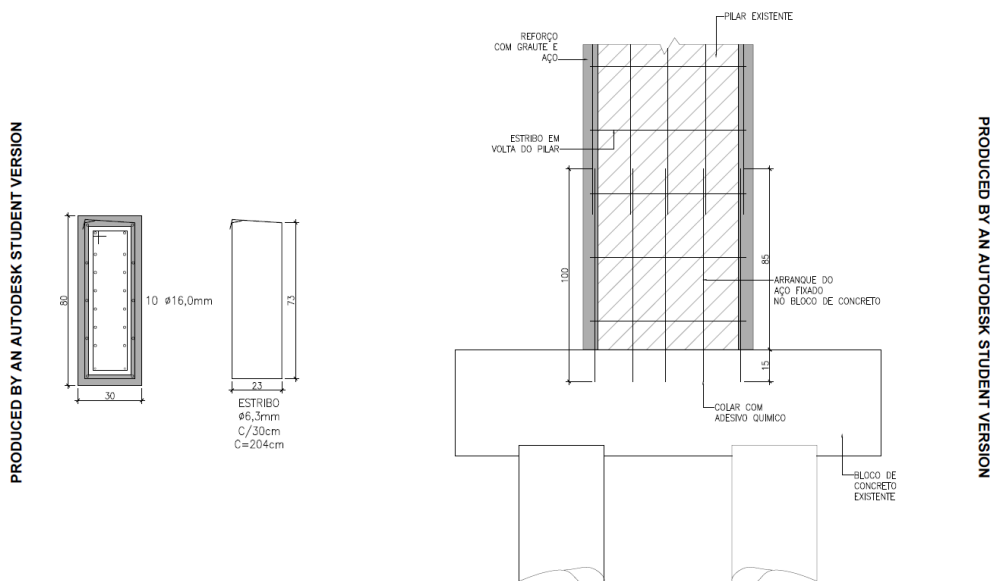 PRODUCED BY AN AUTODESK STUDENT VERSION
80
30
10 ø16,0mm
73
23
ESTRIBO
ø6,3mm
C/30cm
C=204cm
REFORÇO
COM GRAUTE E
AÇO
PILAR EXISTENTE
ESTRIBO EM
VOLTA DO PILAR
100
85
15
ARRANQUE DO
AÇO FIXADO
NO BLOCO DE CONCRETO
COLAR COM
ADESIVO QUIMICO
BLOCO DE
CONCRETO
EXISTENTE
PRODUCED BY AN AUTODESK STUDENT VERSION